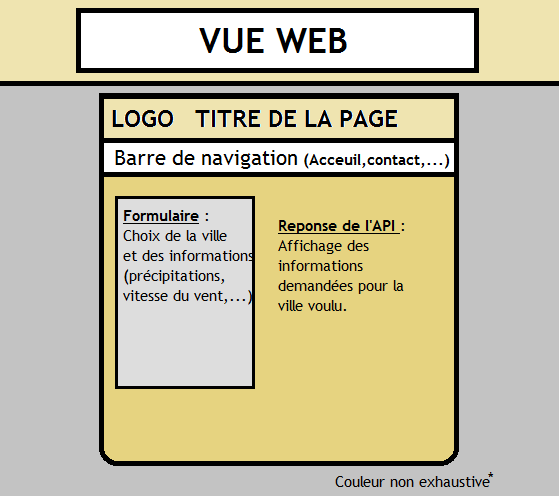 VUE WEB
LOGO TITRE DE LA PAGE
Barre de navigation (Acceuil,contact,...)
Formulaire :
Choix de la ville
et des informations
(précipitations,
vitesse du vent,...)
Reponse de l'API :
Affichage des
informations
demandées pour la
ville voulu.
Couleur non exhaustive*